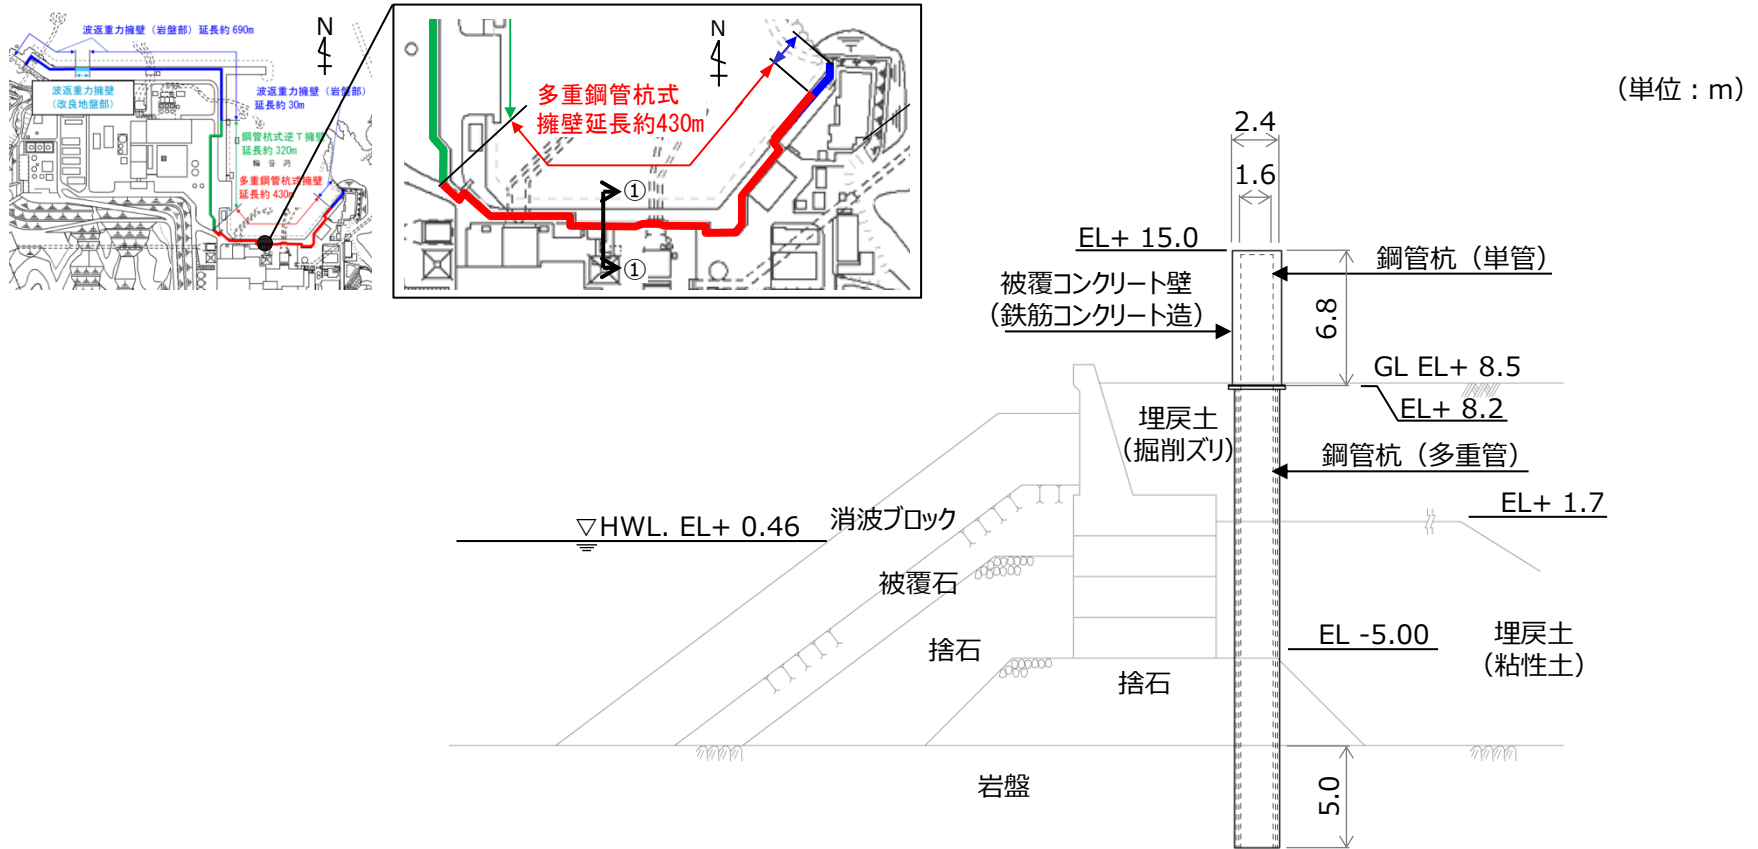 波返重力擁壁（岩盤部）延長約690m
N
波返重力擁壁
（改良地盤部）
波返重力擁壁（岩盤部）
延長約30m
鋼管杭式逆T擁壁
延長約320m
輪谷湾
多重鋼管杭式擁壁
延長約430m
N
多重鋼管杭式
擁壁延長約430m
①
①
（単位：m）
2.4
1.6
EL+ 15.0
鋼管杭（単管）
被覆コンクリート壁
（鉄筋コンクリート造）
6.8
GL EL+ 8.5
EL+ 8.2
埋戻土
（掘削ズリ）
鋼管杭（多重管）
EL+ 1.7
▽HWL. EL+ 0.46
消波ブロック
被覆石
捨石
EL -5.00
埋戻土
（粘性土）
捨石
岩盤
5.0